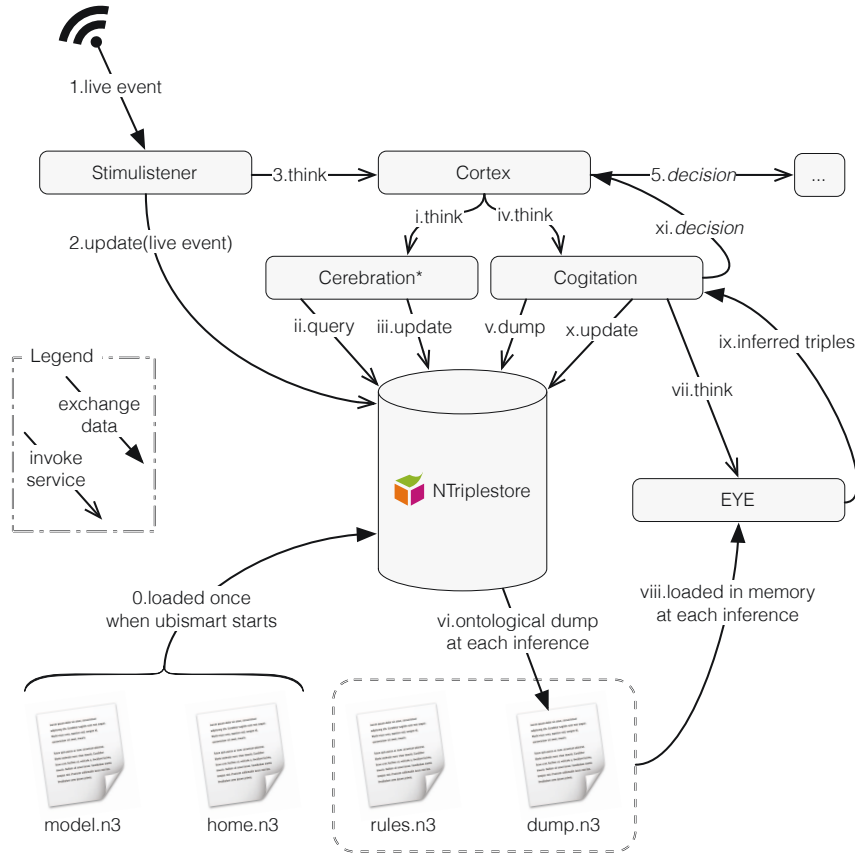 1.live event
Stimulistener
3.think
Cortex
5.decision
...
2.update(live event)
i.think
iv.think
xi.decision
Cerebration*
Cogitation
ii.query
iii.update
v.dump
x.update
ix.inferred triples
vii.think
Legend
exchange
data
invoke
service
NTriplestore
EYE
0.loaded once
when ubismart starts
vi.ontological dump
at each inference
viii.loaded in memory
at each inference
model.n3
home.n3
rules.n3
dump.n3